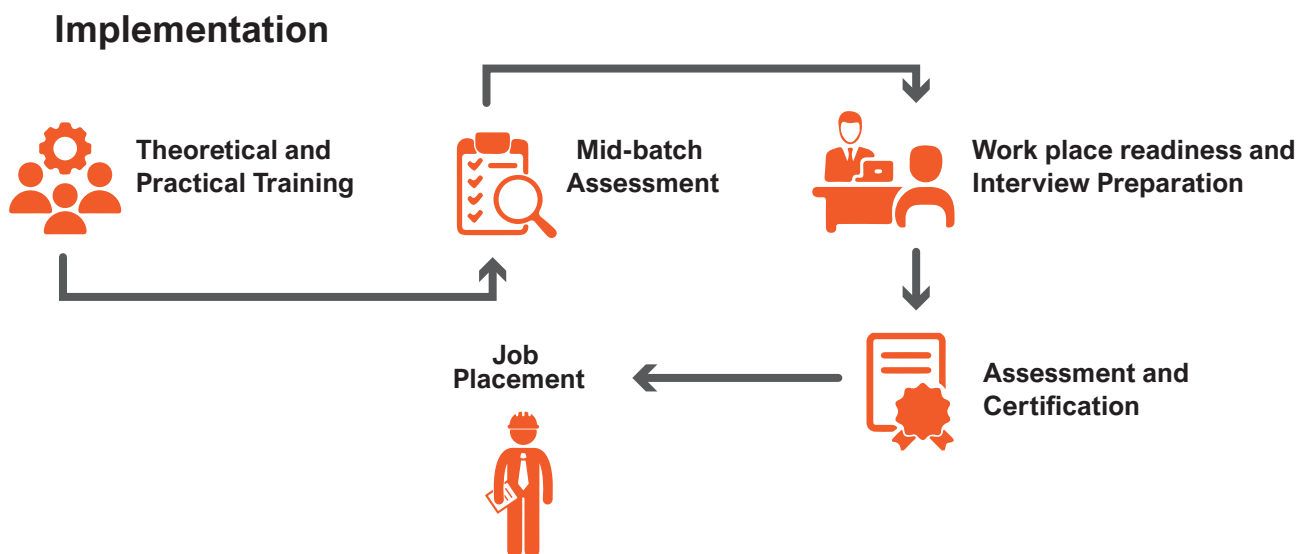 Implementation
Theoretical and
Practical Training
Mid-batch
Assessment
Work place readiness and
Interview Preparation
Assessment and
Certification
Job
Placement